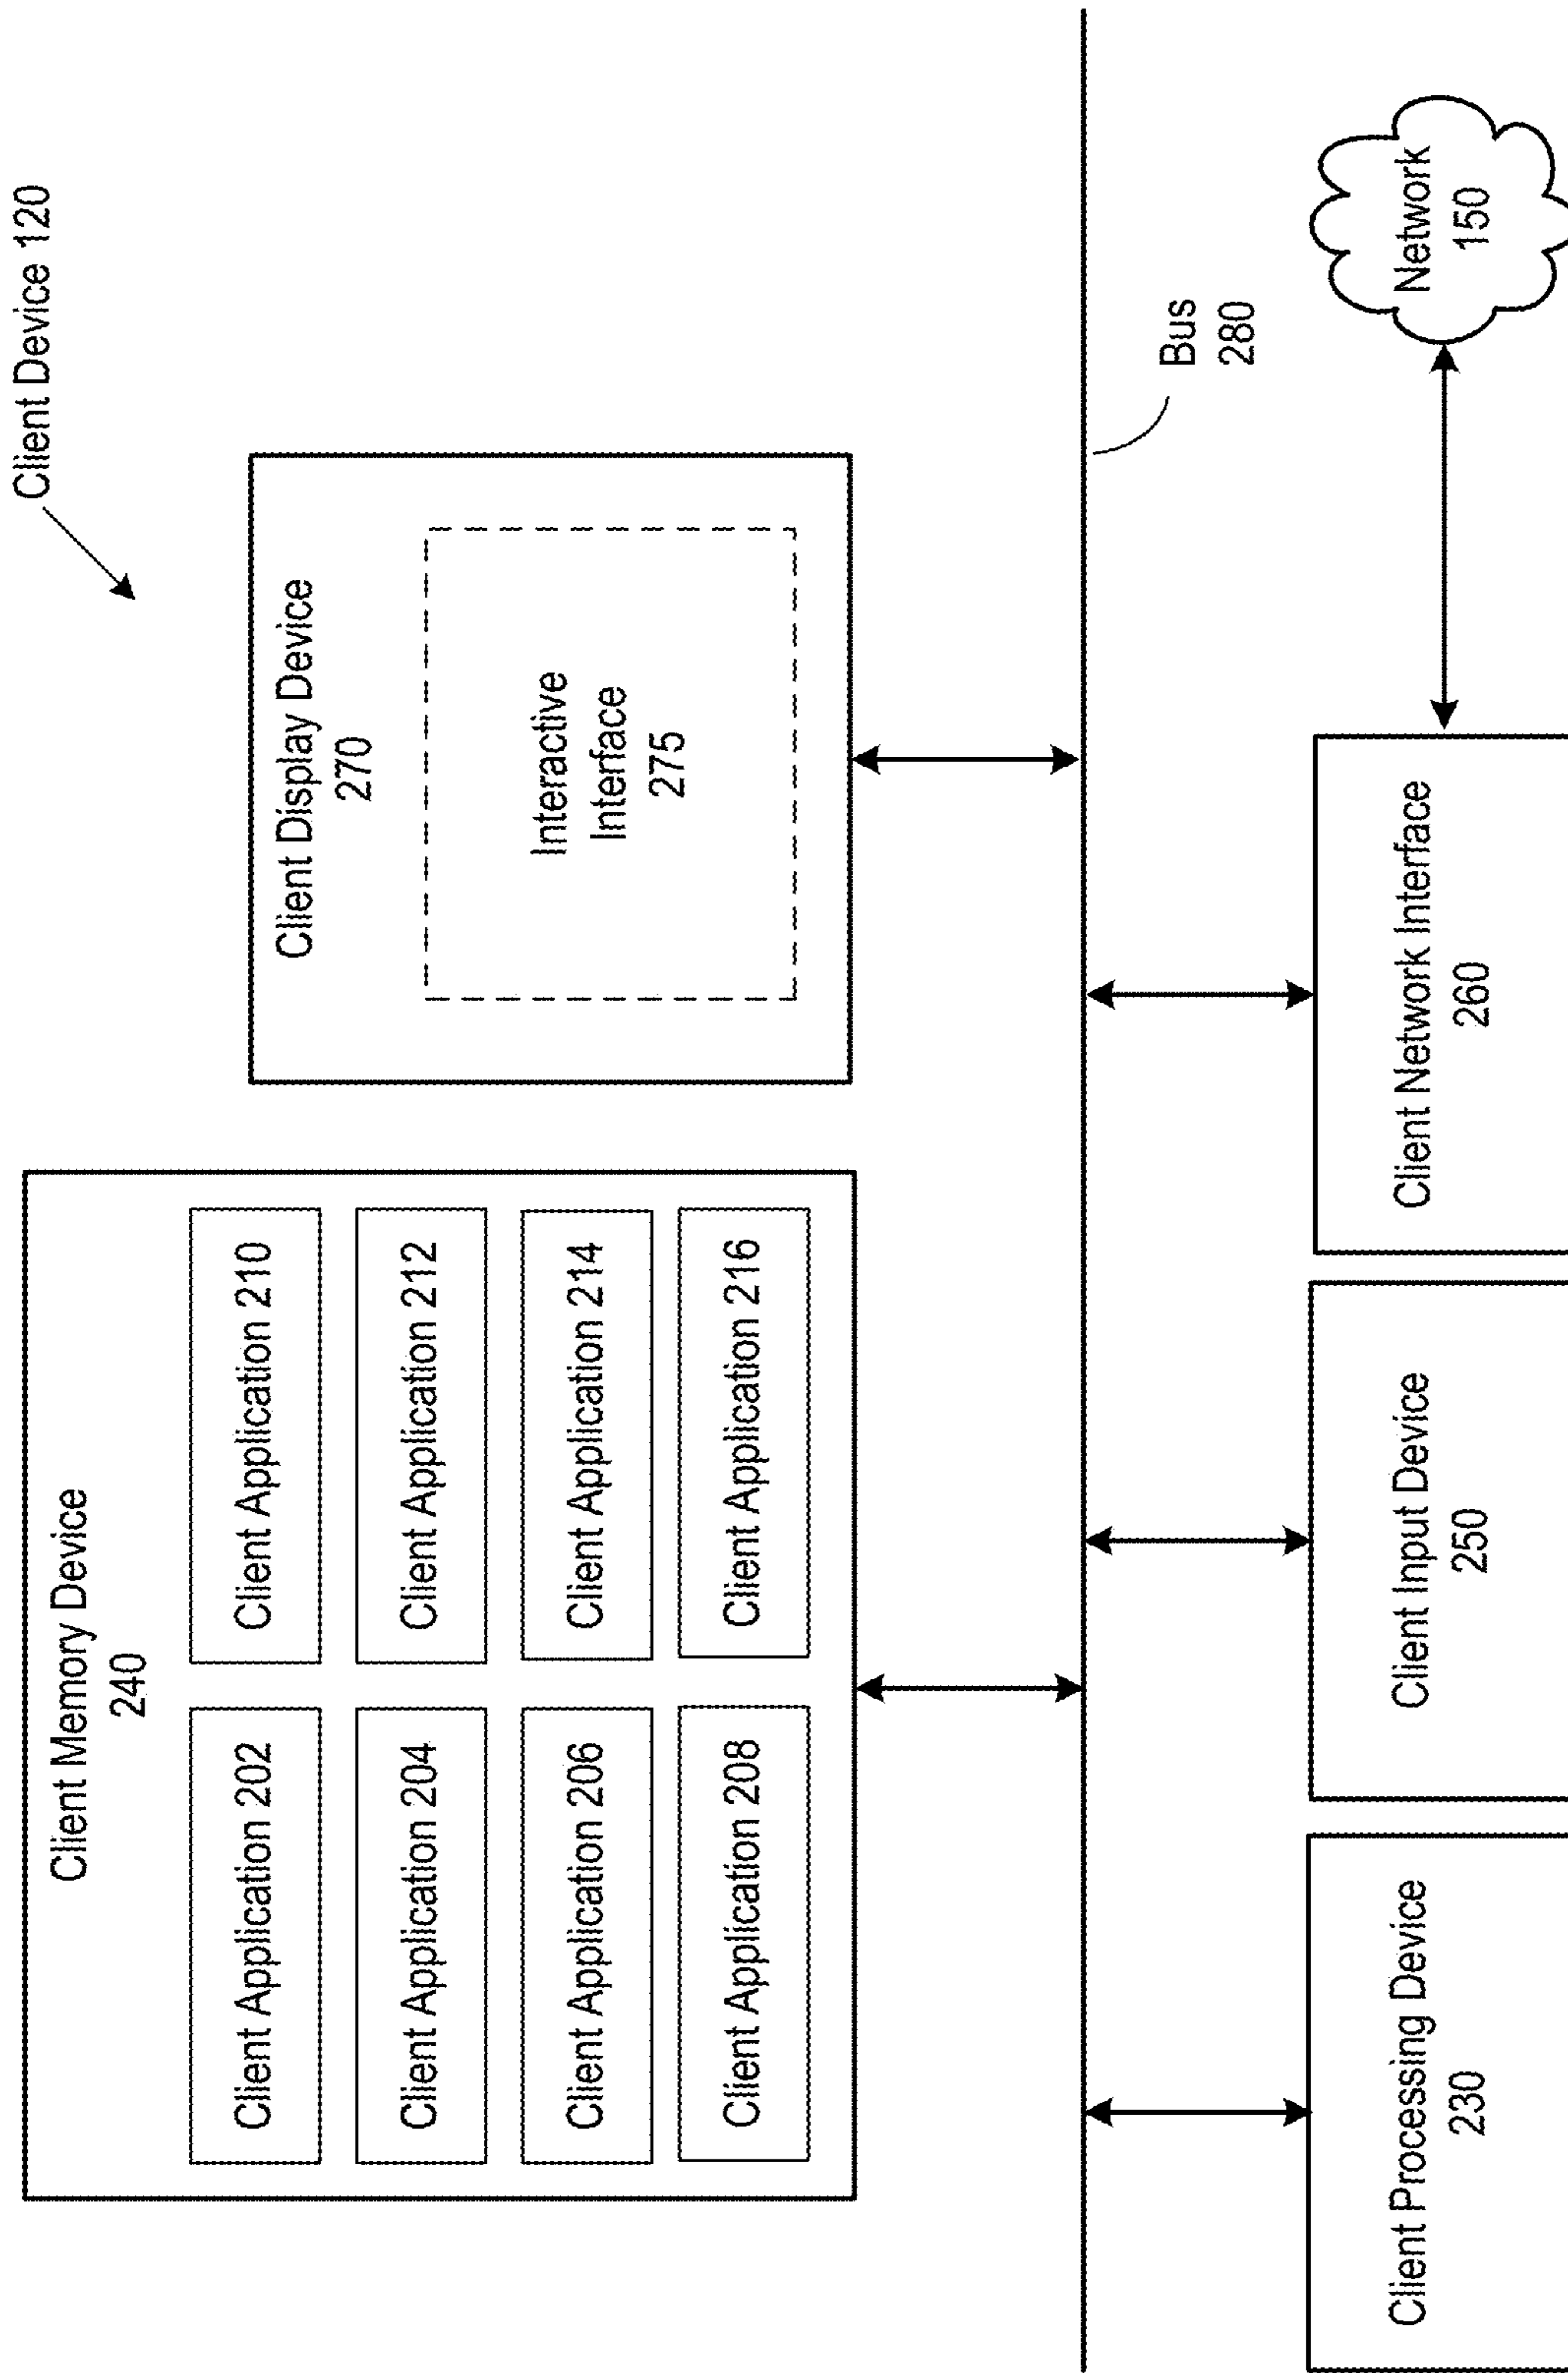 Client Device 120
Client Memory Device
240
Client Application 202
Client Application 210
Client Application 204
Client Application 212
Client Application 206
Client Application 214
Client Application 208
Client Application 216
Client Display Device
270
Interactive
Interface
275
Bus
280
Client Processing Device
230
Client Input Device
250
Client Network Interface
260
Network
150